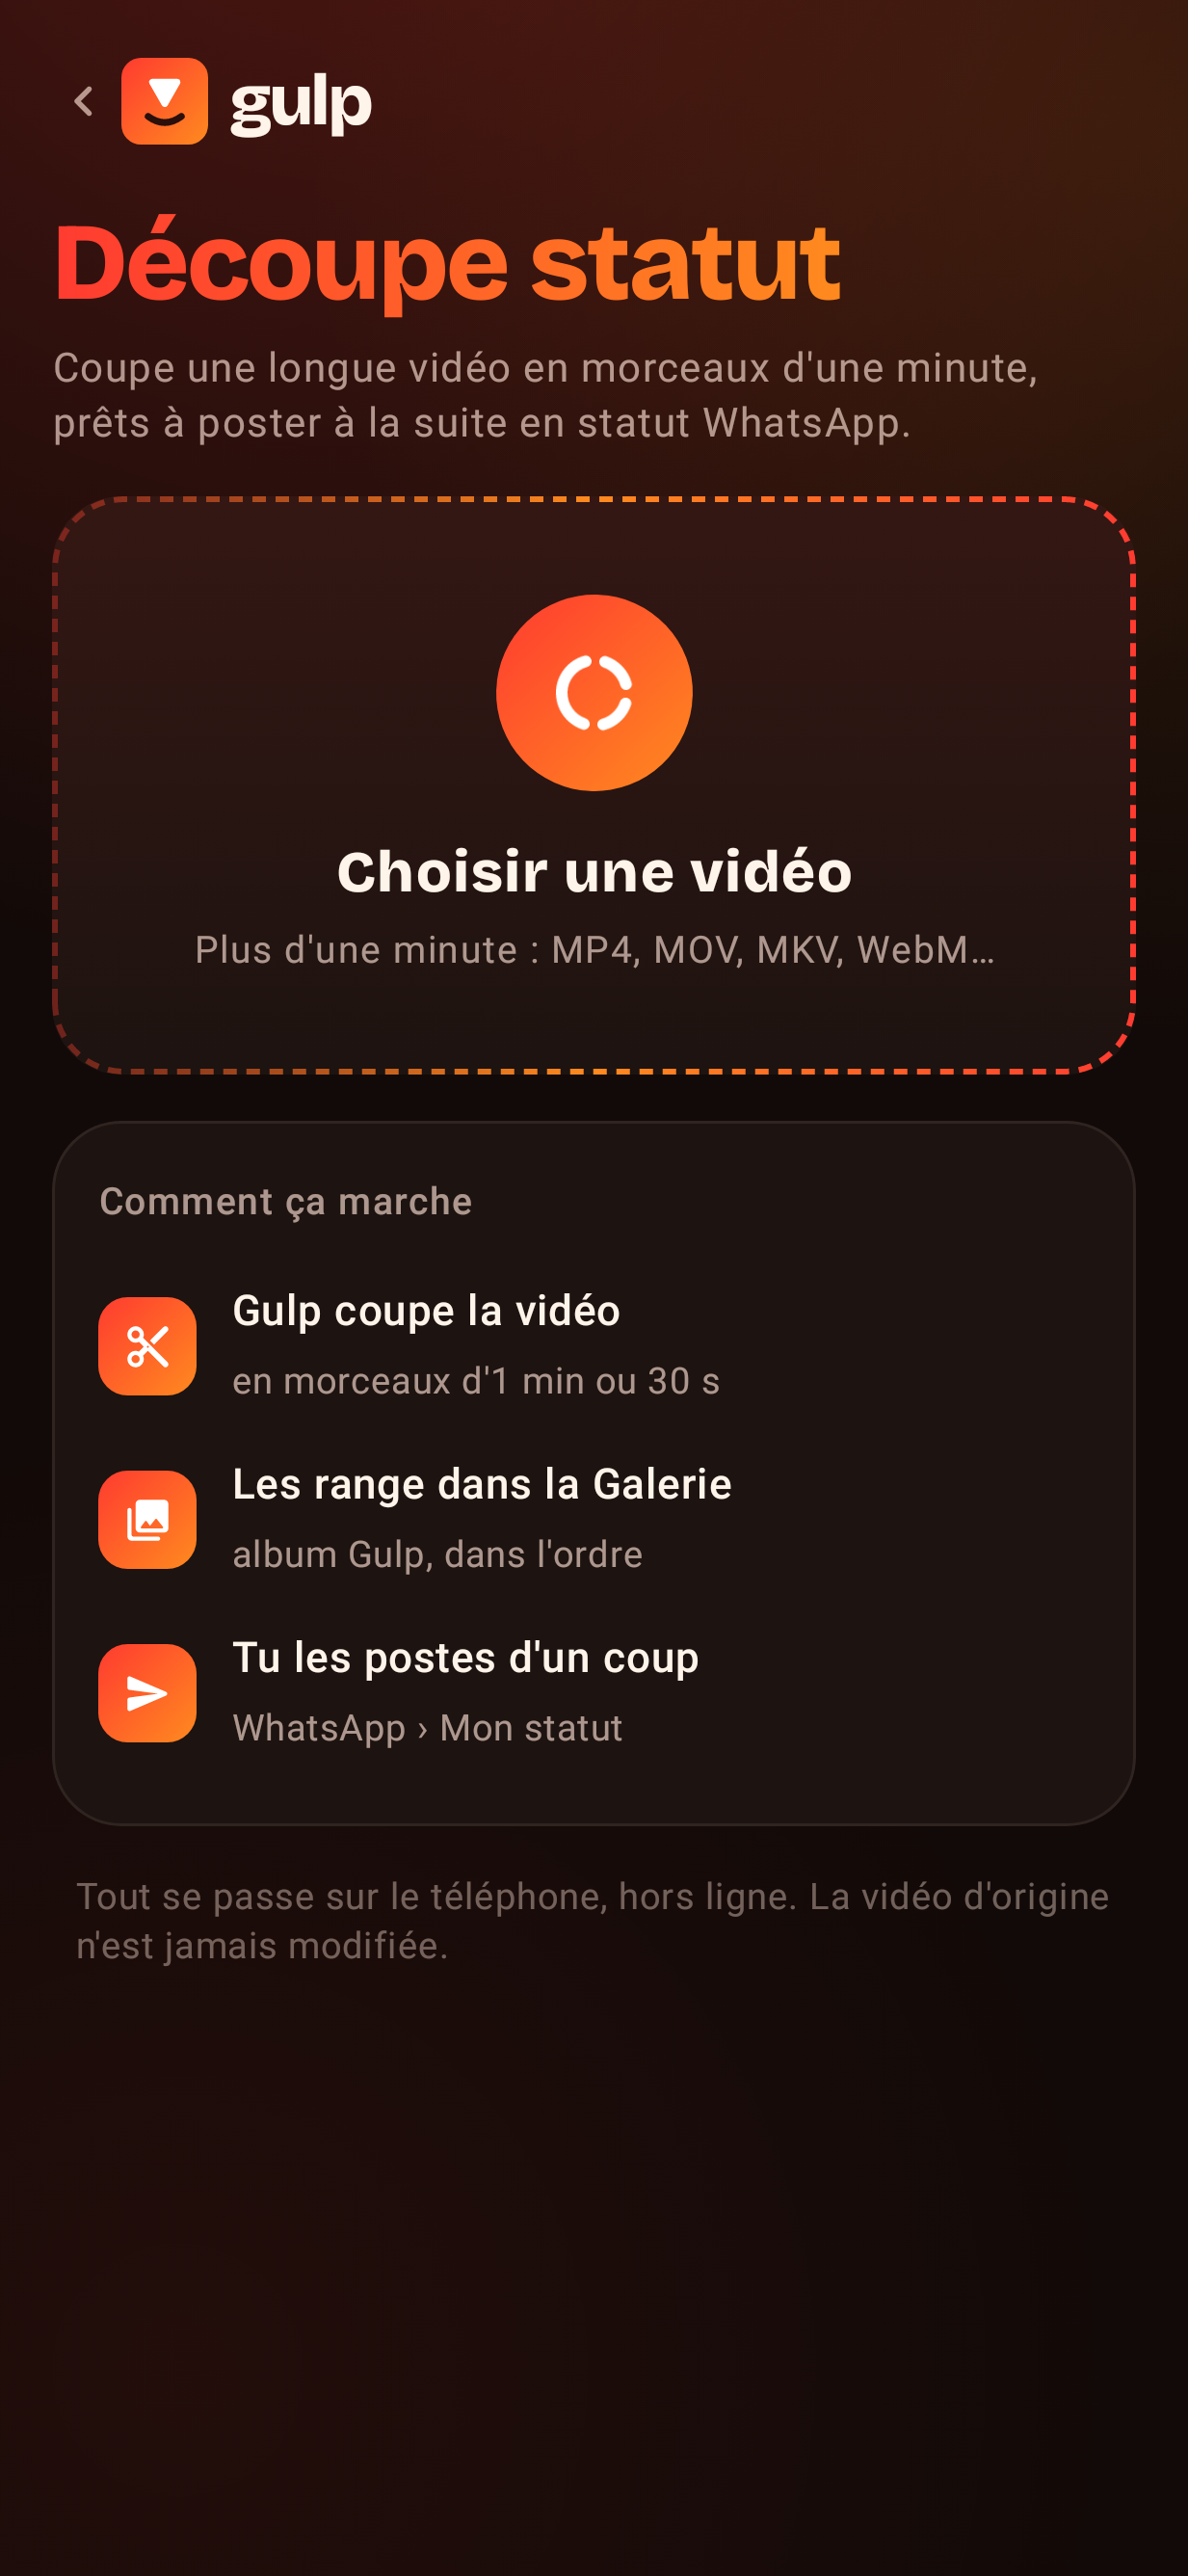 gulp
Découpe statut
Coupe une longue vidéo en morceaux d'une minute,
prêts à poster à la suite en statut WhatsApp.
Choisir une vidéo
Plus d'une minute : MP4, MOV, MKV, WebM…
Comment ça marche
Gulp coupe la vidéo
en morceaux d'1 min ou 30 s
Les range dans la Galerie
album Gulp, dans l'ordre
Tu les postes d'un coup
WhatsApp › Mon statut
Tout se passe sur le téléphone, hors ligne. La vidéo d'origine
n'est jamais modifiée.